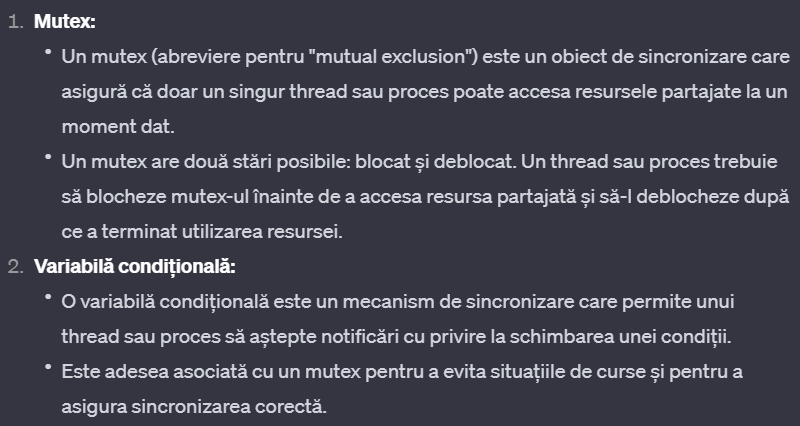 1. Mutex:
• Un mutex (abreviere pentru "mutual exclusion") este un obiect de sincronizare care
asigură că doar un singur thread sau proces poate accesa resursele partajate la un
moment dat.
• Un mutex are două stări posibile: blocat și deblocat. Un thread sau proces trebuie
să blocheze mutex-ul înainte de a accesa resursa partajată și să-l deblocheze după
ce a terminat utilizarea resursei.
2. Variabilă condițională:
• O variabilă condițională este un mecanism de sincronizare care permite unui
thread sau proces să aștepte notificări cu privire la schimbarea unei condiții.
• Este adesea asociată cu un mutex pentru a evita situațiile de curse și pentru a
asigura sincronizarea corectă.